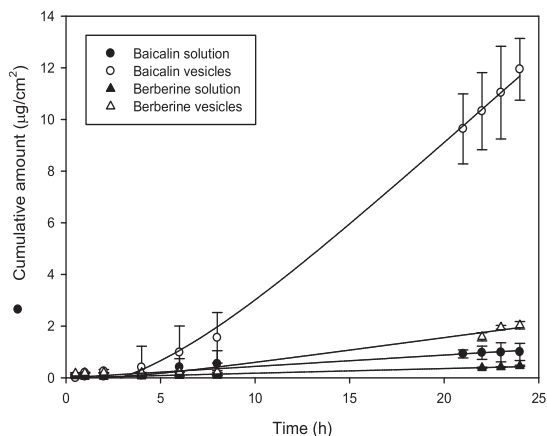 14
12
10
8
6
4
2
0
Cumulative amount (μg/cm²)
Baicalin solution
Baicalin vesicles
Berberine solution
Berberine vesicles
0 5 10 15 20 25
Time (h)